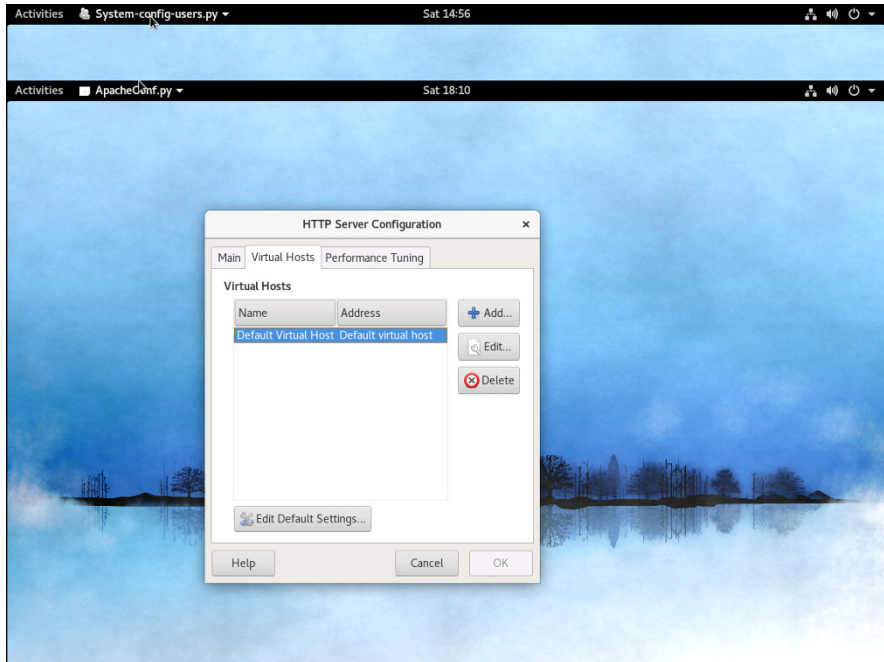 Activities System-config-users.py Sat 14:56
Activities ApacheConf.py Sat 18:10
HTTP Server Configuration
Main Virtual Hosts Performance Tuning
Virtual Hosts
Name Address Add...
Default Virtual Host Default virtual host
Edit...
Delete
Edit Default Settings...
Help Cancel OK